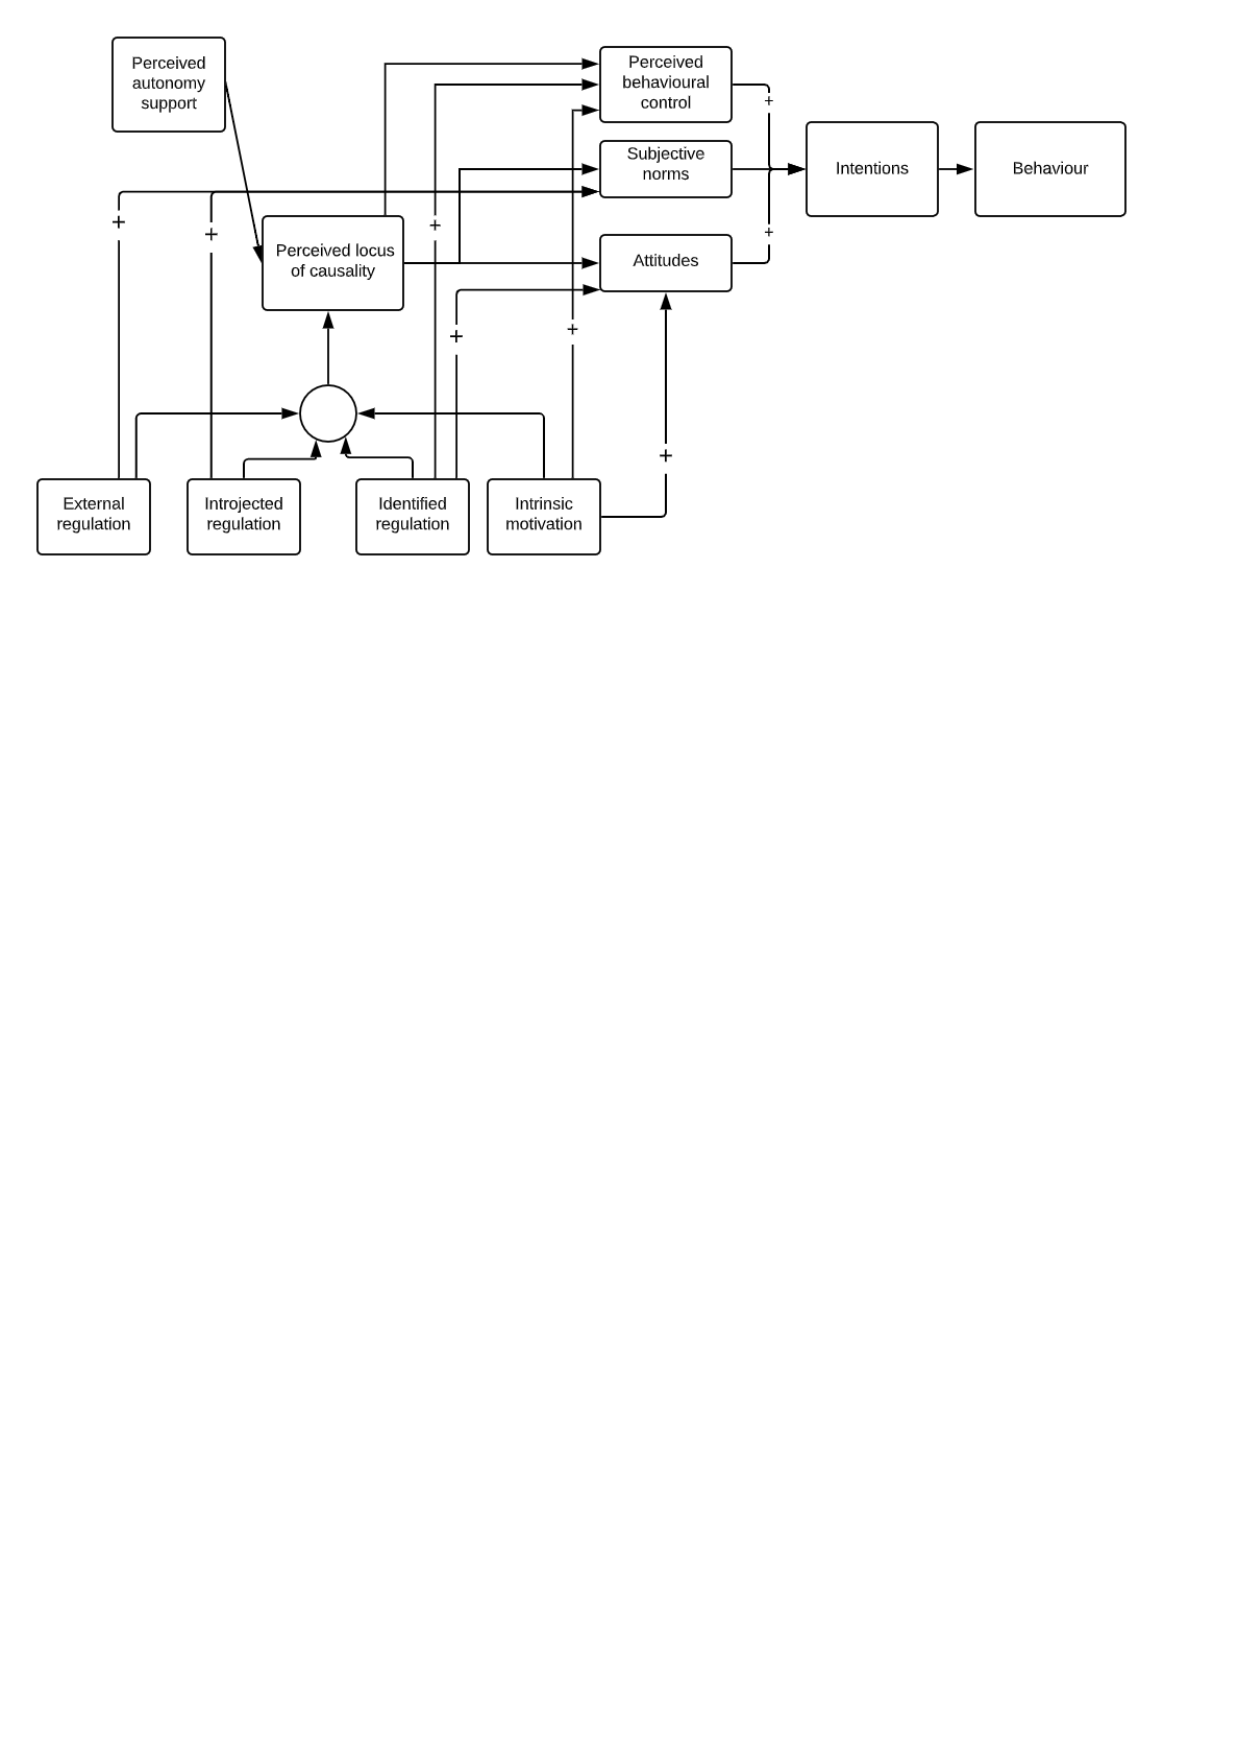 Perceived
autonomy
support
Perceived
behavioural
control
+
Subjective
norms
Intentions
Behaviour
+
+
+
+
Perceived locus
of causality
Attitudes
+
+
+
External
regulation
Introjected
regulation
Identified
regulation
Intrinsic
motivation